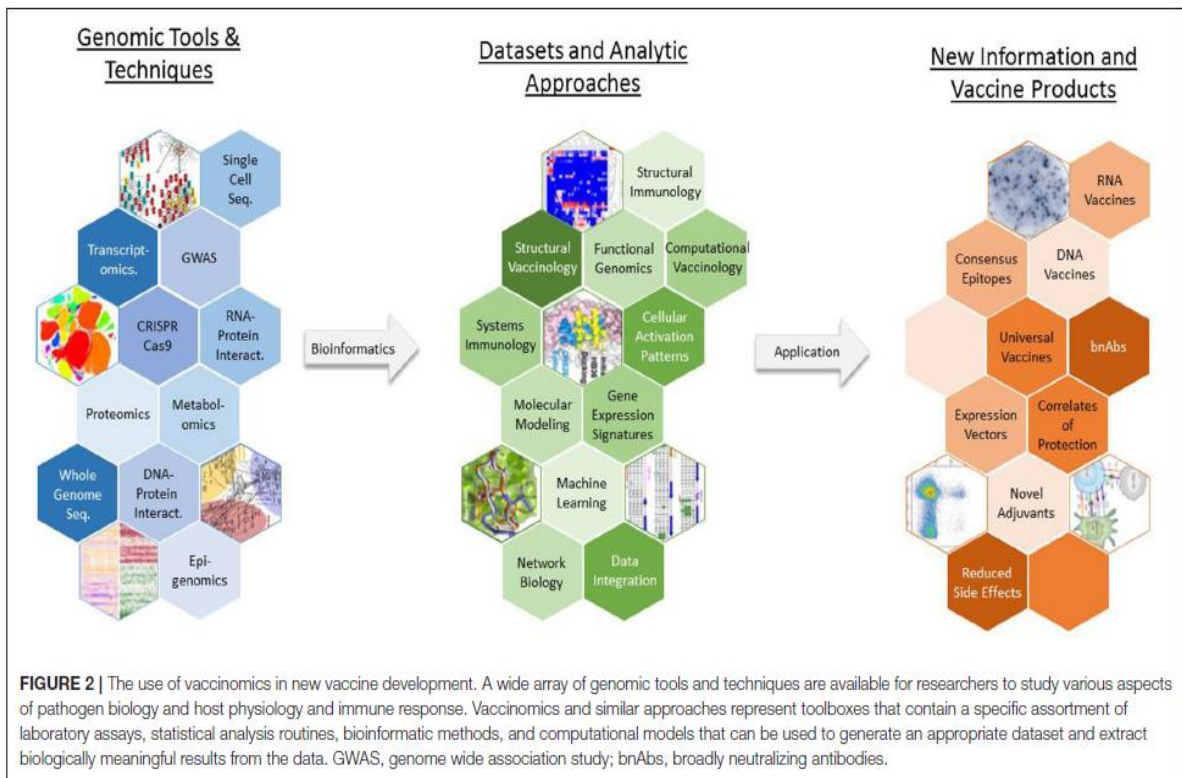 Genomic Tools &
Techniques
Datasets and Analytic
Approaches
New Information and
Vaccine Products
Single
Cell
Seq.
Transcript-
omics.
GWAS
CRISPR
Cas9
RNA-
Protein
Interact.
Proteomics
Metabol-
omics
Whole
Genome
Seq.
DNA-
Protein
Interact.
Epi-
genomics
Bioinformatics
Structural
Immunology
Structural
Vaccinology
Functional
Genomics
Computational
Vaccinology
Systems
Immunology
Cellular
Activation
Patterns
Molecular
Modeling
Gene
Expression
Signatures
Machine
Learning
Network
Biology
Data
Integration
Application
RNA
Vaccines
Consensus
Epitopes
DNA
Vaccines
Universal
Vaccines
bnAbs
Expression
Vectors
Correlates
of
Protection
Novel
Adjuvants
Reduced
Side Effects
FIGURE 2 | The use of vaccinomics in new vaccine development. A wide array of genomic tools and techniques are available for researchers to study various aspects
of pathogen biology and host physiology and immune response. Vaccinomics and similar approaches represent toolboxes that contain a specific assortment of
laboratory assays, statistical analysis routines, bioinformatic methods, and computational models that can be used to generate an appropriate dataset and extract
biologically meaningful results from the data. GWAS, genome wide association study; bnAbs, broadly neutralizing antibodies.